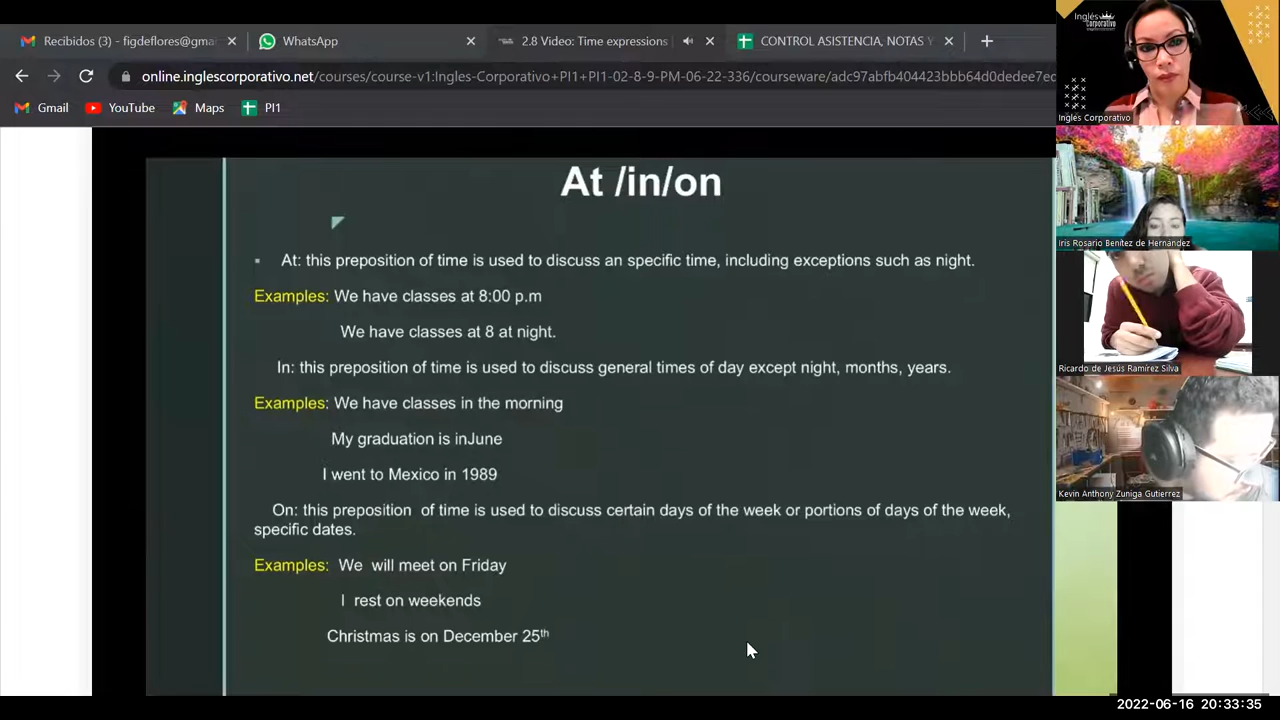 Recibidos (3) - figdeflores@gma
WhatsApp
2.8 Video: Time expressions
CONTROL ASISTENCIA, NOTAS Y
online.inglescorporativo.net/courses/course-v1:Ingles-Corporativo+PI1+PI1-02-8-9-PM-06-22-336/courseware/adc97abfb404423bbb64d0dedee7ec
Gmail
YouTube
Maps
PI1
At /in/on
At: this preposition of time is used to discuss an specific time, including exceptions such as night.
Examples: We have classes at 8:00 p.m
We have classes at 8 at night.
In: this preposition of time is used to discuss general times of day except night, months, years.
Examples: We have classes in the morning
My graduation is inJune
I went to Mexico in 1989
On: this preposition of time is used to discuss certain days of the week or portions of days of the week,
specific dates.
Examples: We will meet on Friday
I rest on weekends
Christmas is on December 25th
Inglés
Corporativo
Inglés Corporativo
Iris Rosario Benítez de Hernández
Ricardo de Jesús Ramírez Silva
Kevin Anthony Zuniga Gutierrez
2022-06-16 20:33:35